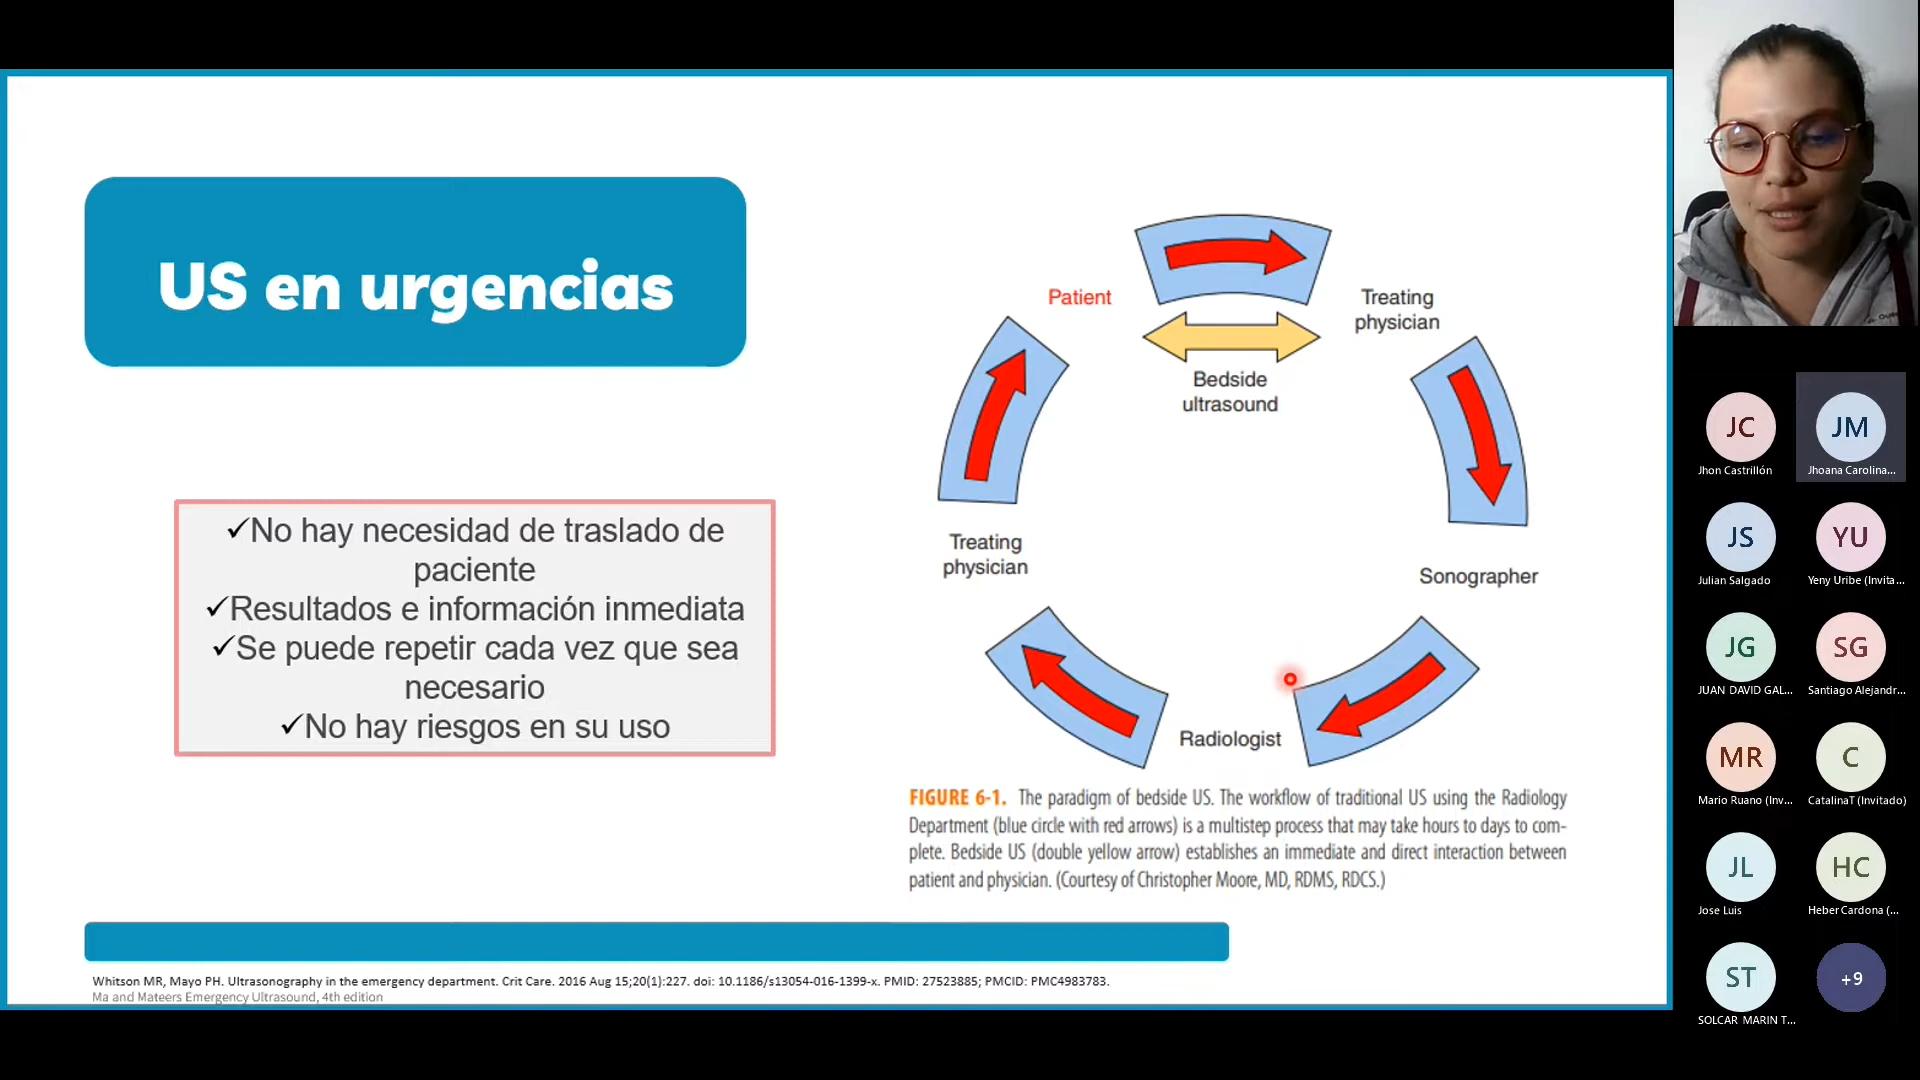 US en urgencias
✓No hay necesidad de traslado de
paciente
✓Resultados e información inmediata
✓Se puede repetir cada vez que sea
necesario
✓No hay riesgos en su uso
Patient
Treating
physician
Bedside
ultrasound
Treating
physician
Sonographer
Radiologist
FIGURE 6-1. The paradigm of bedside US. The workflow of traditional US using the Radiology
Department (blue circle with red arrows) is a multistep process that may take hours to days to com-
plete. Bedside US (double yellow arrow) establishes an immediate and direct interaction between
patient and physician. (Courtesy of Christopher Moore, MD, RDMS, RDCS.)
Whitson MR, Mayo PH. Ultrasonography in the emergency department. Crit Care. 2016 Aug 15;20(1):227. doi: 10.1186/s13054-016-1399-x. PMID: 27523885; PMCID: PMC4983783.
Ma and Mateers Emergency Ultrasound, 4th edition
JC
Jhon Castrillón
JM
Jhoana Carolina...
JS
Julian Salgado
YU
Yeny Uribe (Invita...
JG
JUAN DAVID GAL...
SG
Santiago Alejandr...
MR
Mario Ruano (Inv...
C
CatalinaT (Invitado)
JL
Jose Luis
HC
Heber Cardona (...
ST
SOLCAR MARIN T...
+9